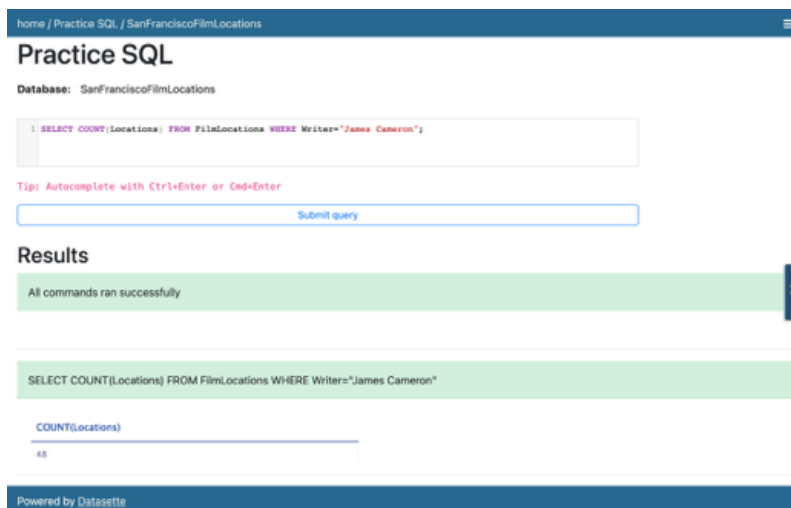 home / Practice SQL / SanFranciscoFilmLocations
Practice SQL
Database: SanFranciscoFilmLocations
1 SELECT COUNT(Locations) FROM FilmLocations WHERE Writer="James Cameron";
Tip: Autocomplete with Ctrl+Enter or Cmd+Enter
Submit query
Results
All commands ran successfully
SELECT COUNT(Locations) FROM FilmLocations WHERE Writer="James Cameron"
COUNT(Locations)
48
Powered by Datasette